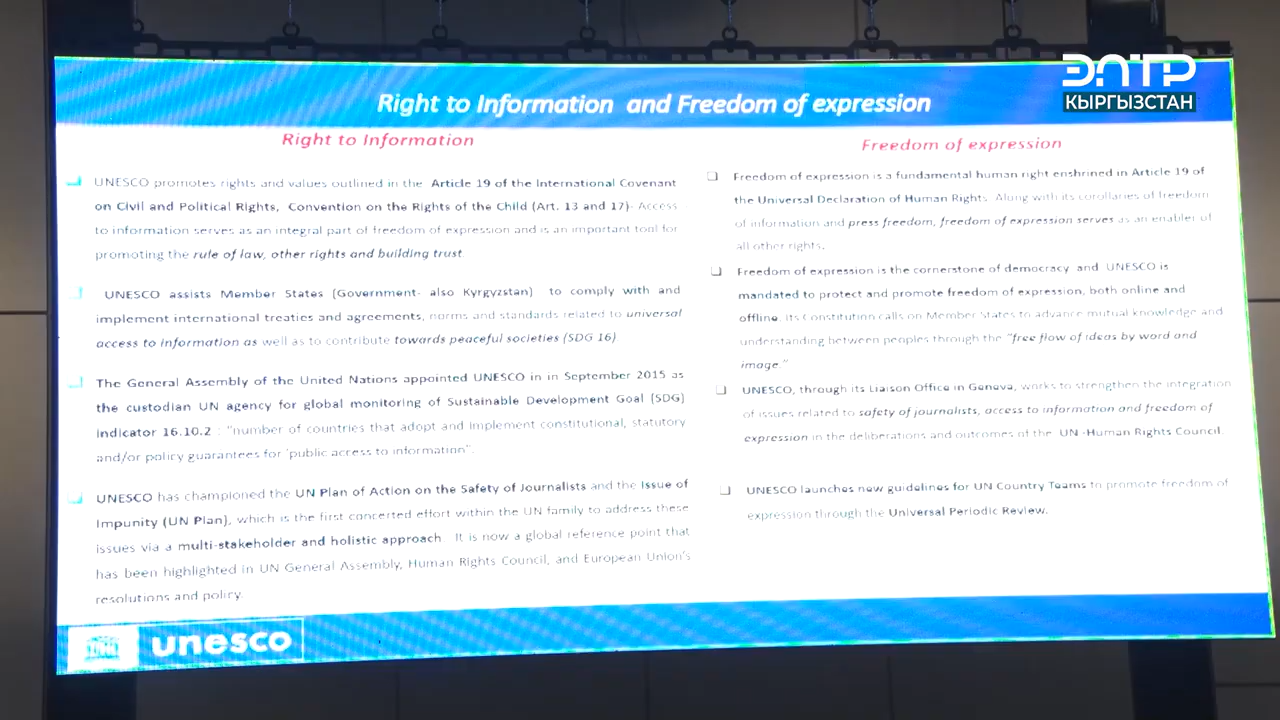 ЭЛТР
КЫРГЫЗСТАН
Right to Information and Freedom of expression
Right to Information
UNESCO promotes rights and values outlined in the Article 19 of the International Covenant
on Civil and Political Rights, Convention on the Rights of the Child (Art. 13 and 17)- Access
to information serves as an integral part of freedom of expression and is an important tool for
promoting the rule of law, other rights and building trust.
UNESCO assists Member States (Government- also Kyrgyzstan) to comply with and
implement international treaties and agreements, norms and standards related to universal
access to information as well as to contribute towards peaceful societies (SDG 16)
The General Assembly of the United Nations appointed UNESCO in in September 2015 as
the custodian UN agency for global monitoring of Sustainable Development Goal (SDG)
Indicator 16.10.2 : "number of countries that adopt and implement constitutional, statutory
and/or policy guarantees for 'public access to information".
UNESCO has championed the UN Plan of Action on the Safety of Journalists and the Issue of
Impunity (UN Plan), which is the first concerted effort within the UN family to address these
issues via a multi-stakeholder and holistic approach. It is now a global reference point that
has been highlighted in UN General Assembly, Human Rights Council, and European Union's
resolutions and policy.
Freedom of expression
Freedom of expression is a fundamental human right enshrined in Article 19 of
the Universal Declaration of Human Rights. Along with its corollaries of freedom
of information and press freedom, freedom of expression serves as an enabler of
all other rights.
Freedom of expression is the cornerstone of democracy and UNESCO is
mandated to protect and promote freedom of expression, both online and
offline. Its Constitution calls on Member States to advance mutual knowledge and
understanding between peoples through the "free flow of ideas by word and
image."
UNESCO, through its Liaison Office in Geneva, works to strengthen the integration
of issues related to safety of journalists, access to information and freedom of
expression in the deliberations and outcomes of the UN -Human Rights Council.
UNESCO launches new guidelines for UN Country Teams to promote freedom of
expression through the Universal Periodic Review.
unesco